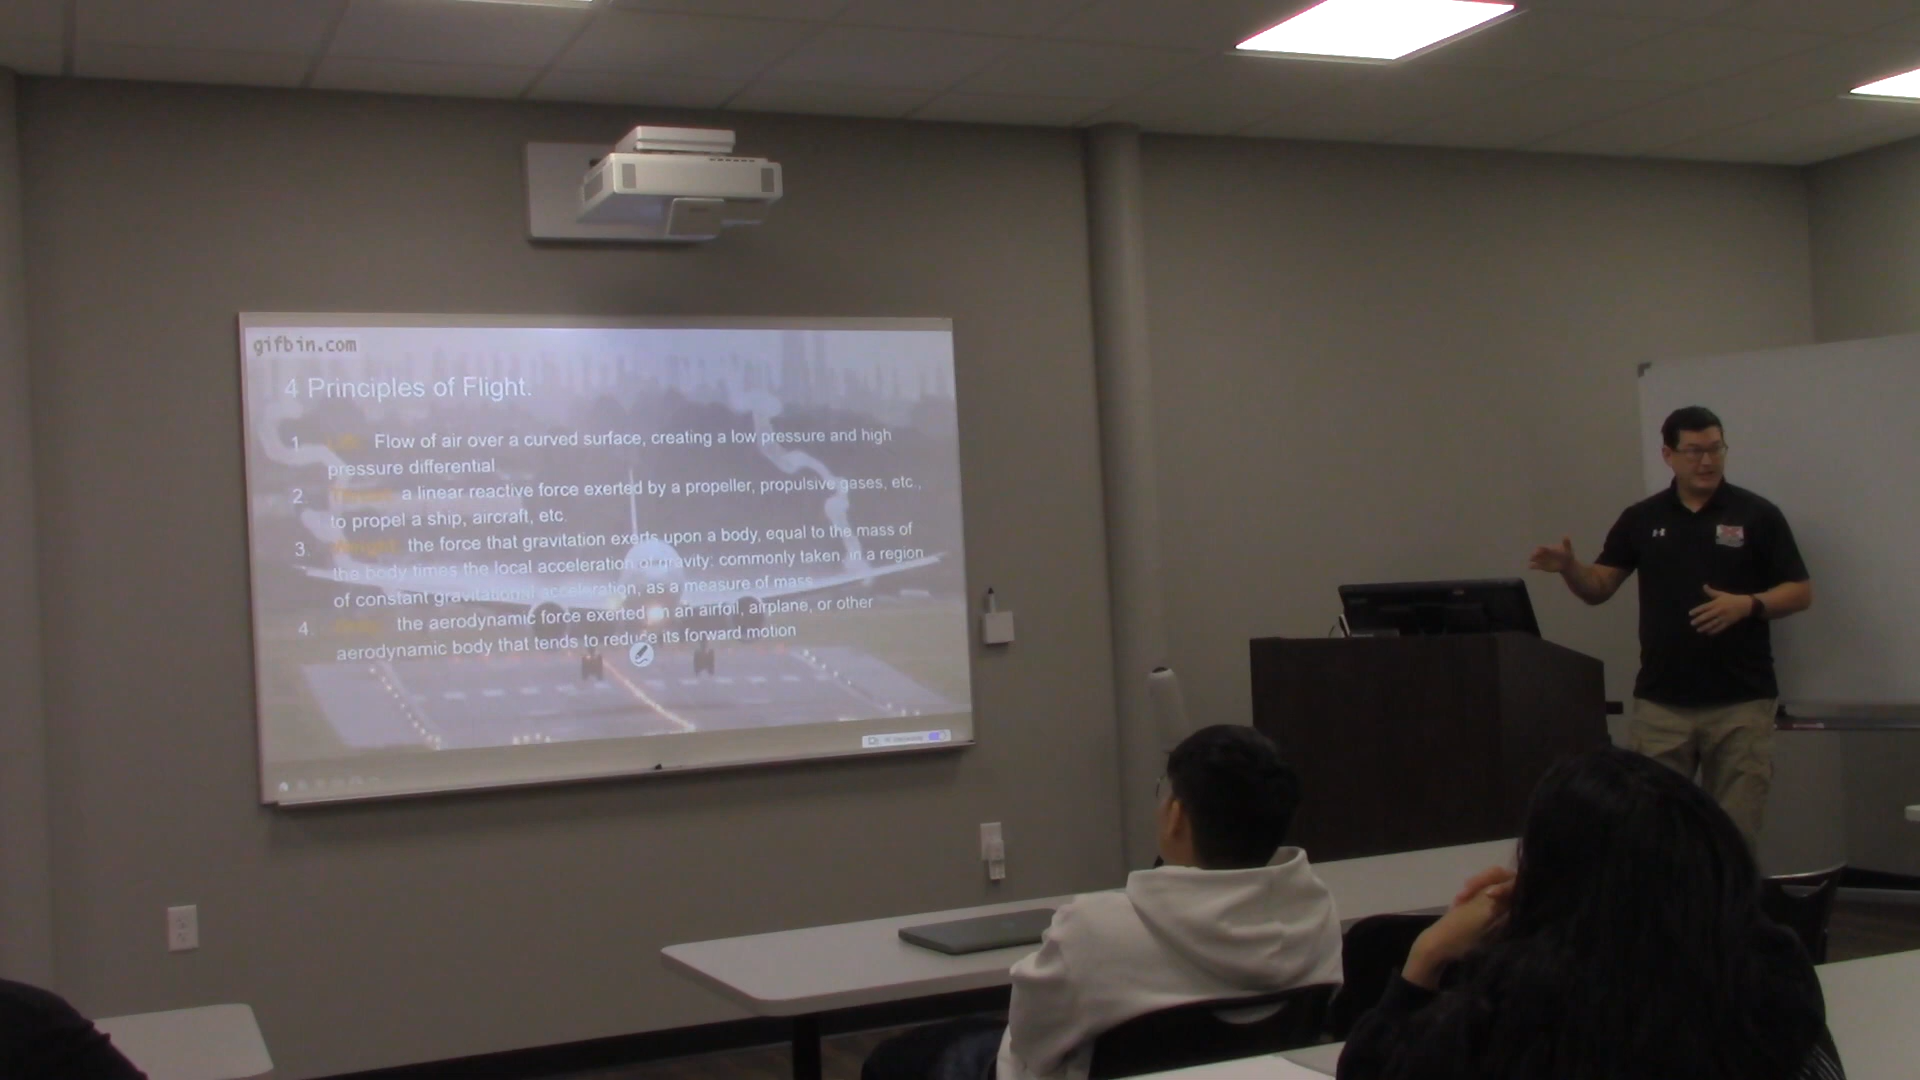 gifbin.com
4 Principles of Flight.
1. Flow of air over a curved surface, creating a low pressure and high
pressure differential
2. a linear reactive force exerted by a propeller, propulsive gases, etc.,
to propel a ship, aircraft, etc.
3. Weight: the force that gravitation exerts upon a body, equal to the mass of
the body times the local acceleration of gravity: commonly taken, in a region
of constant gravitational acceleration, as a measure of mass.
4. the aerodynamic force exerted on an airfoil, airplane, or other
aerodynamic body that tends to reduce its forward motion